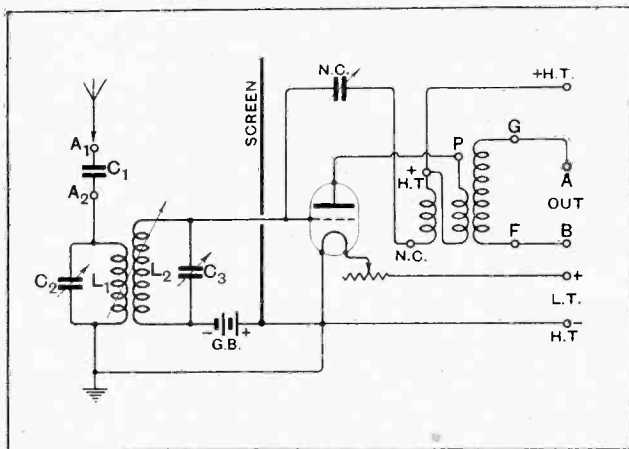 N.C.
+H.T.
SCREEN
A1
C1
A2
P
G
+
H.T
A
OUT
C2
L1
L2
C3
F
B
N.C.
+
L.T.
G.B.
- +
-
H.T